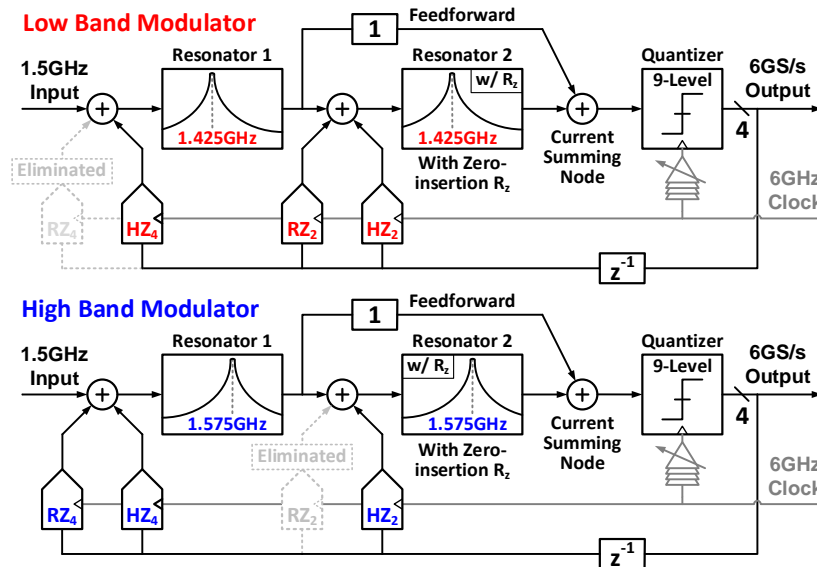 Low Band Modulator
Feedforward
1
Resonator 1
Resonator 2
Quantizer
1.5GHz
Input
w/ Rz
9-Level
6GS/s
Output
+
+
+
4
1.425GHz
1.425GHz
With Zero-
insertion Rz
Current
Summing
Node
Eliminated
6GHz
Clock
RZ4
HZ4
RZ2
HZ2
z-1
High Band Modulator
Feedforward
1
Resonator 1
Resonator 2
Quantizer
1.5GHz
Input
w/ Rz
9-Level
6GS/s
Output
+
+
+
4
1.575GHz
1.575GHz
With Zero-
insertion Rz
Current
Summing
Node
Eliminated
6GHz
Clock
RZ4
HZ4
RZ2
HZ2
z-1